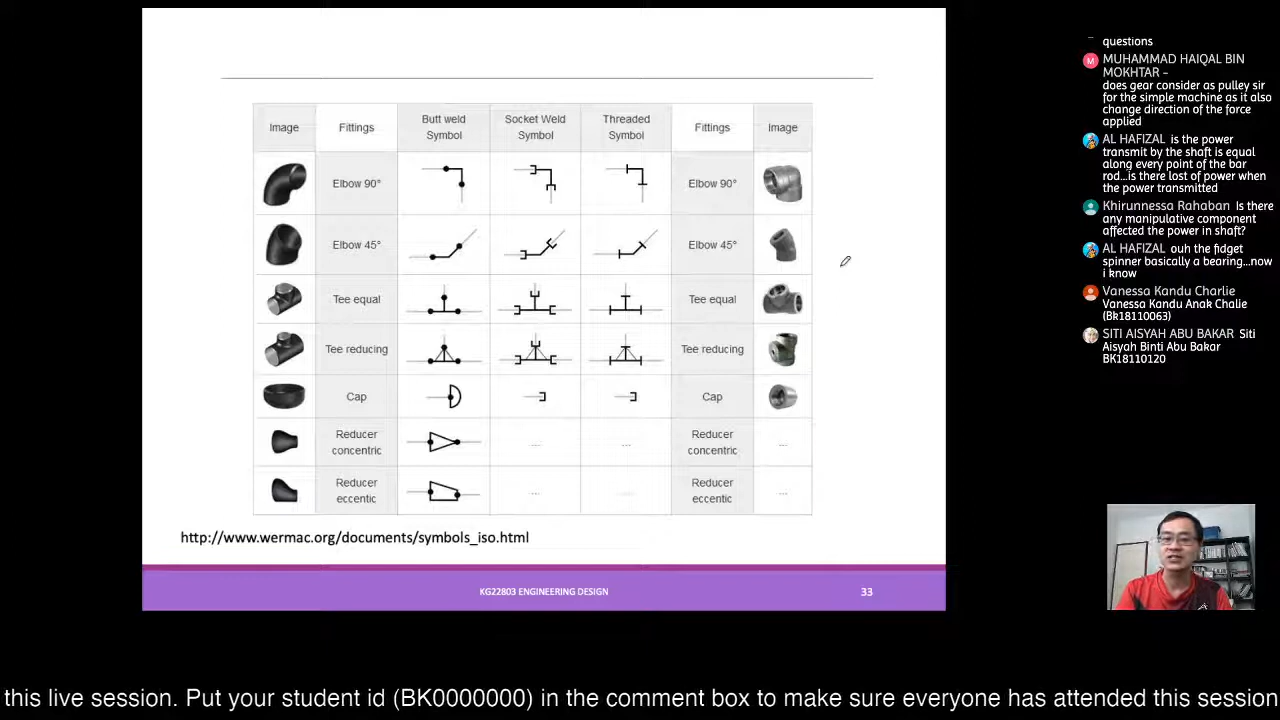 Image Fittings Butt weld Symbol Socket Weld Symbol Threaded Symbol Fittings Image
Elbow 90° Elbow 90°
Elbow 45° Elbow 45°
Tee equal Tee equal
Tee reducing Tee reducing
Cap Cap
Reducer concentric ... ... Reducer concentric ...
Reducer eccentic ... ... Reducer eccentic ...
http://www.wermac.org/documents/symbols_iso.html
KG22803 ENGINEERING DESIGN 33
questions
M MUHAMMAD HAIQAL BIN
MOKHTAR –
does gear consider as pulley sir
for the simple machine as it also
change direction of the force
applied
AL HAFIZAL is the power
transmit by the shaft is equal
along every point of the bar
rod...is there lost of power when
the power transmitted
Khirunnessa Rahaban Is there
any manipulative component
affected the power in shaft?
AL HAFIZAL ouh the fidget
spinner basically a bearing...now
i know
Vanessa Kandu Charlie
Vanessa Kandu Anak Chalie
(Bk18110063)
SITI AISYAH ABU BAKAR Siti
Aisyah Binti Abu Bakar
BK18110120
this live session. Put your student id (BK0000000) in the comment box to make sure everyone has attended this session